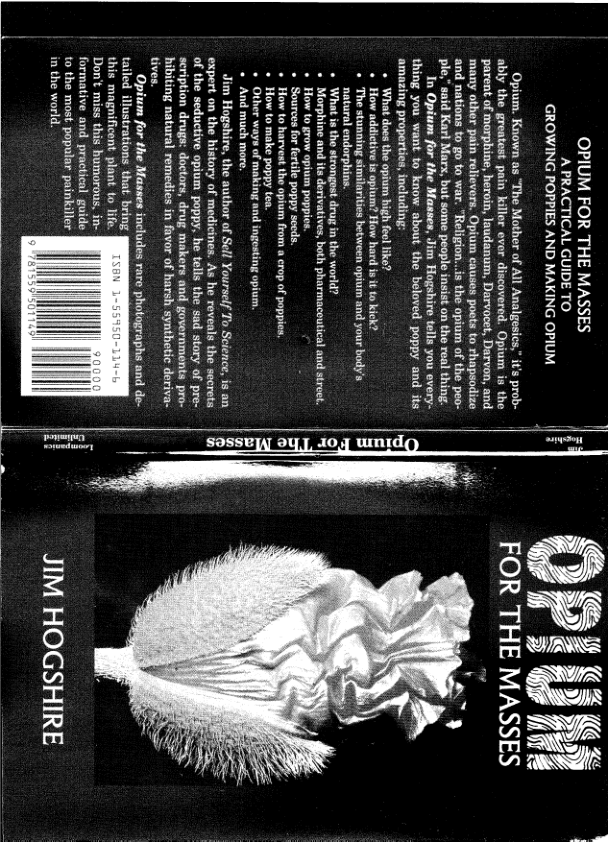 OPIUM FOR THE MASSES
A PRACTICAL GUIDE TO
GROWING POPPIES AND MAKING OPIUM
Opium. Known as "The Mother of All Analgesics," it's prob-
ably the greatest pain killer ever discovered. Opium is the
parent of morphine, heroin, laudanum, Darvocet, Darvon, and
many other pain relievers. Opium causes poets to rhapsodize
and nations to go to war. "Religion...is the opium of the peo-
ple," said Karl Marx, but some people insist on the real thing.
In Opium for the Masses, Jim Hogshire tells you every-
thing you want to know about the beloved poppy and its
amazing properties, including:
• What does the opium high feel like?
• How addictive is opium? How hard is it to kick?
• The stunning similarities between opium and your body's
natural endorphins.
• What is the strongest drug in the world?
• Morphine and its derivatives, both pharmaceutical and street.
• How to grow opium poppies.
• Sources for fertile poppy seeds.
• How to harvest the opium from a crop of poppies.
• How to make poppy tea.
• Other ways of making and ingesting opium.
• And much more.
Jim Hogshire, the author of Sell Yourself To Science, is an
expert on the history of medicines. As he reveals the secrets
of the seductive opium poppy, he tells the sad story of pre-
scription drugs: doctors, drug makers and governments pro-
hibiting natural remedies in favor of harsh synthetic deriva-
tives.
Opium for the Masses includes rare photographs and de-
tailed illustrations that bring
this magnificent plant to life.
Don't miss this humorous, in-
formative and practical guide
to the most popular painkiller
in the world.
ISBN 1-55950-114-6
90000
9 781559 501149
Jim
Hogshire
Opium For The Masses
Loompanics
Unlimited
OPIUM
FOR THE MASSES
JIM HOGSHIRE